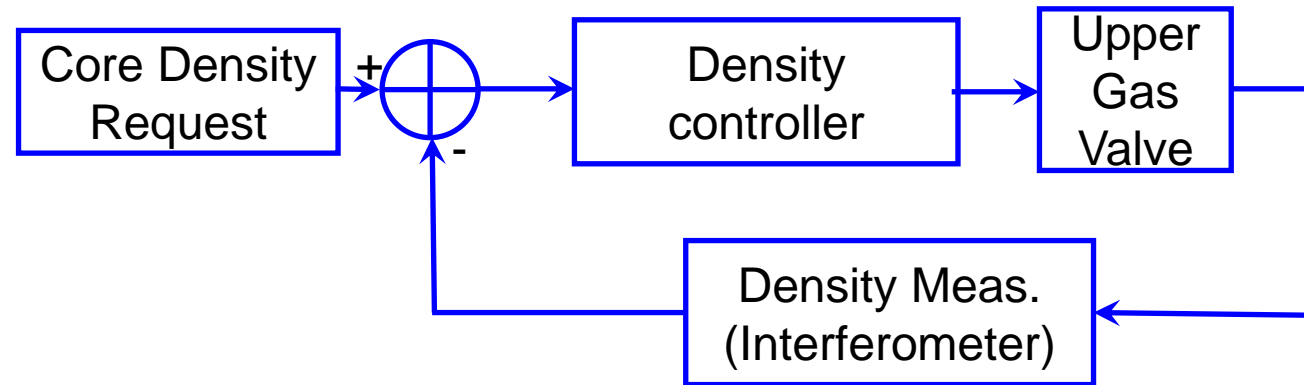 Core Density
Request
+
-
Density
controller
Upper
Gas
Valve
Density Meas.
(Interferometer)